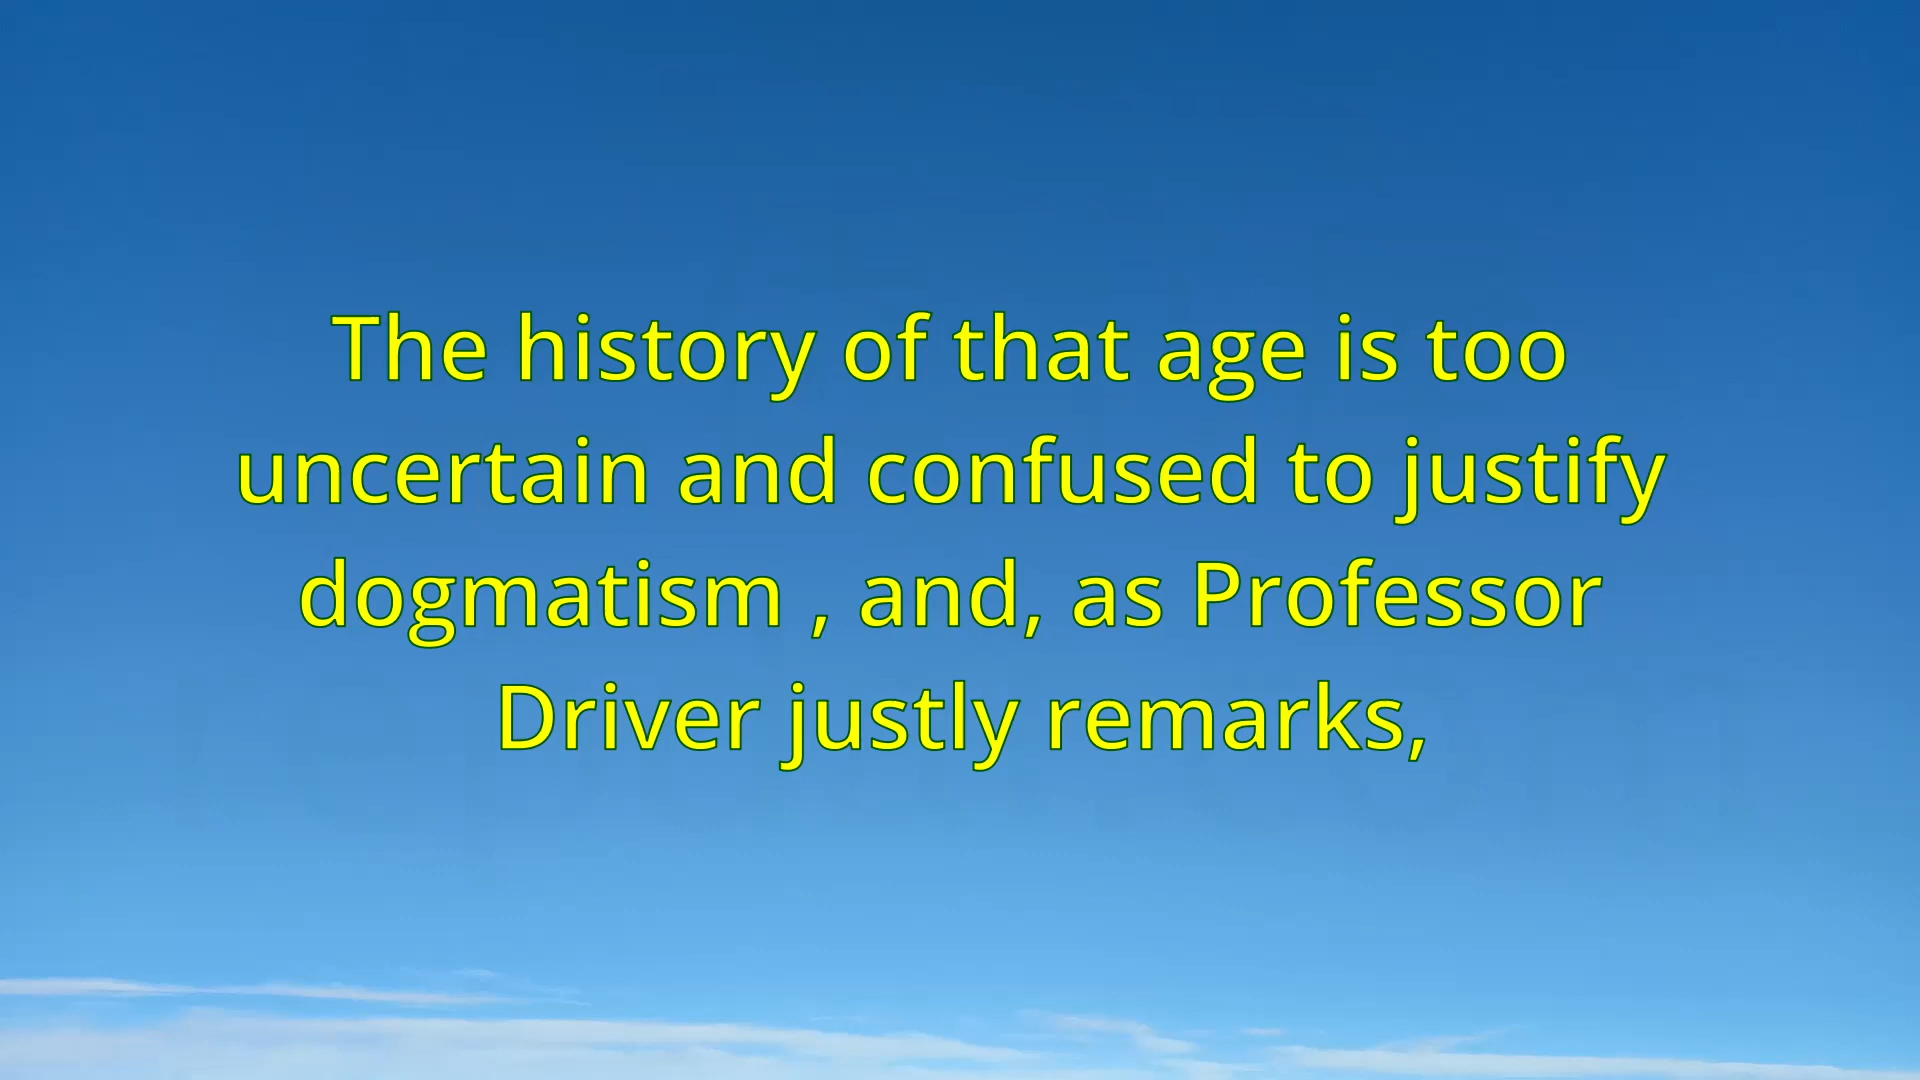 The history of that age is too
uncertain and confused to justify
dogmatism , and, as Professor
Driver justly remarks,